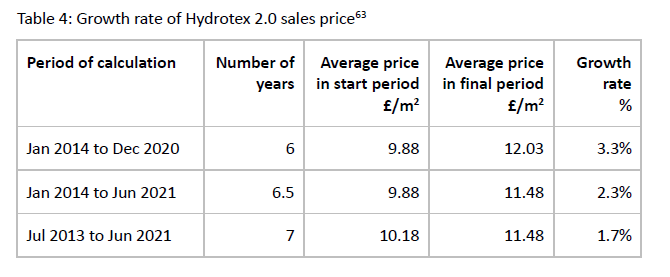 Table 4: Growth rate of Hydrotex 2.0 sales price⁶³
Period of calculation Number of years Average price in start period £/m² Average price in final period £/m² Growth rate %
Jan 2014 to Dec 2020 6 9.88 12.03 3.3%
Jan 2014 to Jun 2021 6.5 9.88 11.48 2.3%
Jul 2013 to Jun 2021 7 10.18 11.48 1.7%